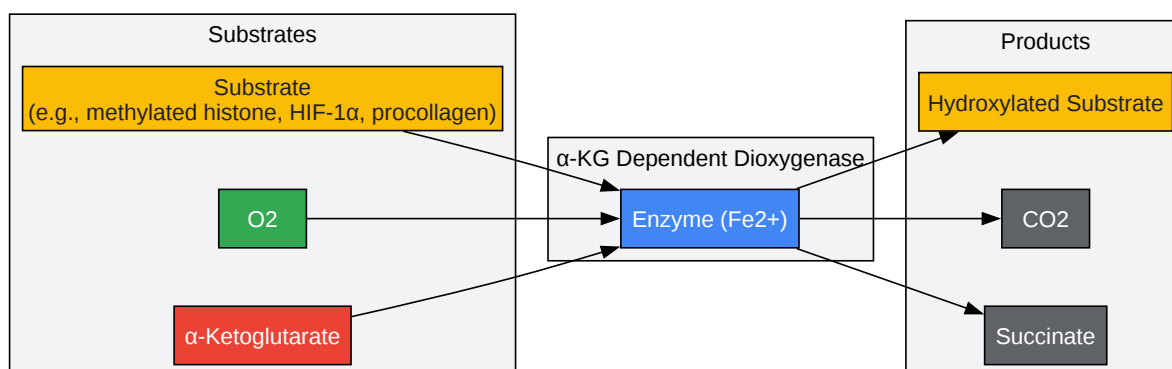 Substrates
Substrate
(e.g., methylated histone, HIF-1α, procollagen)
O2
α-Ketoglutarate
α-KG Dependent Dioxygenase
Enzyme (Fe2+)
Products
Hydroxylated Substrate
CO2
Succinate